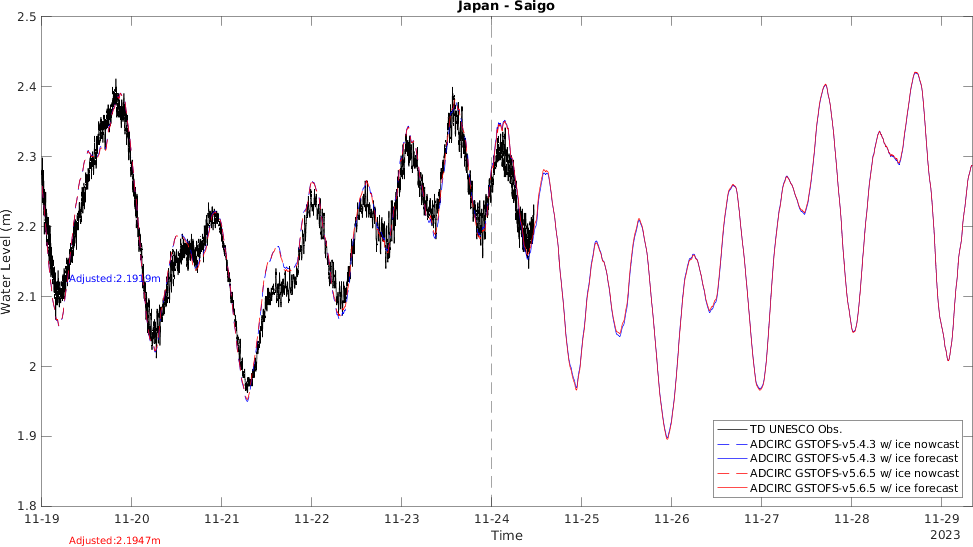 Japan - Saigo
2.5
2.4
2.3
2.2
2.1
2
1.9
1.8
Water Level (m)
Adjusted:2.1919m
TD UNESCO Obs.
ADCIRC GSTOFS-v5.4.3 w/ ice nowcast
ADCIRC GSTOFS-v5.4.3 w/ ice forecast
ADCIRC GSTOFS-v5.6.5 w/ ice nowcast
ADCIRC GSTOFS-v5.6.5 w/ ice forecast
11-19 11-20 11-21 11-22 11-23 11-24 11-25 11-26 11-27 11-28 11-29
Time
2023
Adjusted:2.1947m